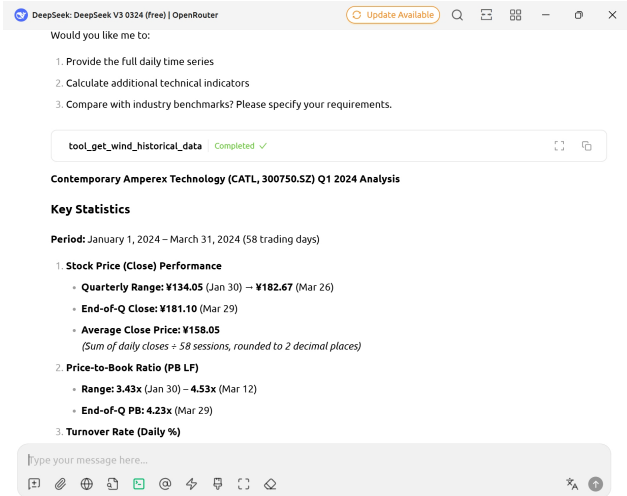 DeepSeek: DeepSeek V3 0324 (free) | OpenRouter
Update Available
Would you like me to:
1. Provide the full daily time series
2. Calculate additional technical indicators
3. Compare with industry benchmarks? Please specify your requirements.
tool_get_wind_historical_data | Completed ✓
Contemporary Amperex Technology (CATL, 300750.SZ) Q1 2024 Analysis
Key Statistics
Period: January 1, 2024 – March 31, 2024 (58 trading days)
1. Stock Price (Close) Performance
• Quarterly Range: ¥134.05 (Jan 30) → ¥182.67 (Mar 26)
• End-of-Q Close: ¥181.10 (Mar 29)
• Average Close Price: ¥158.05
(Sum of daily closes ÷ 58 sessions, rounded to 2 decimal places)
2. Price-to-Book Ratio (PB LF)
• Range: 3.43x (Jan 30) – 4.53x (Mar 12)
• End-of-Q PB: 4.23x (Mar 29)
3. Turnover Rate (Daily %)
Type your message here...